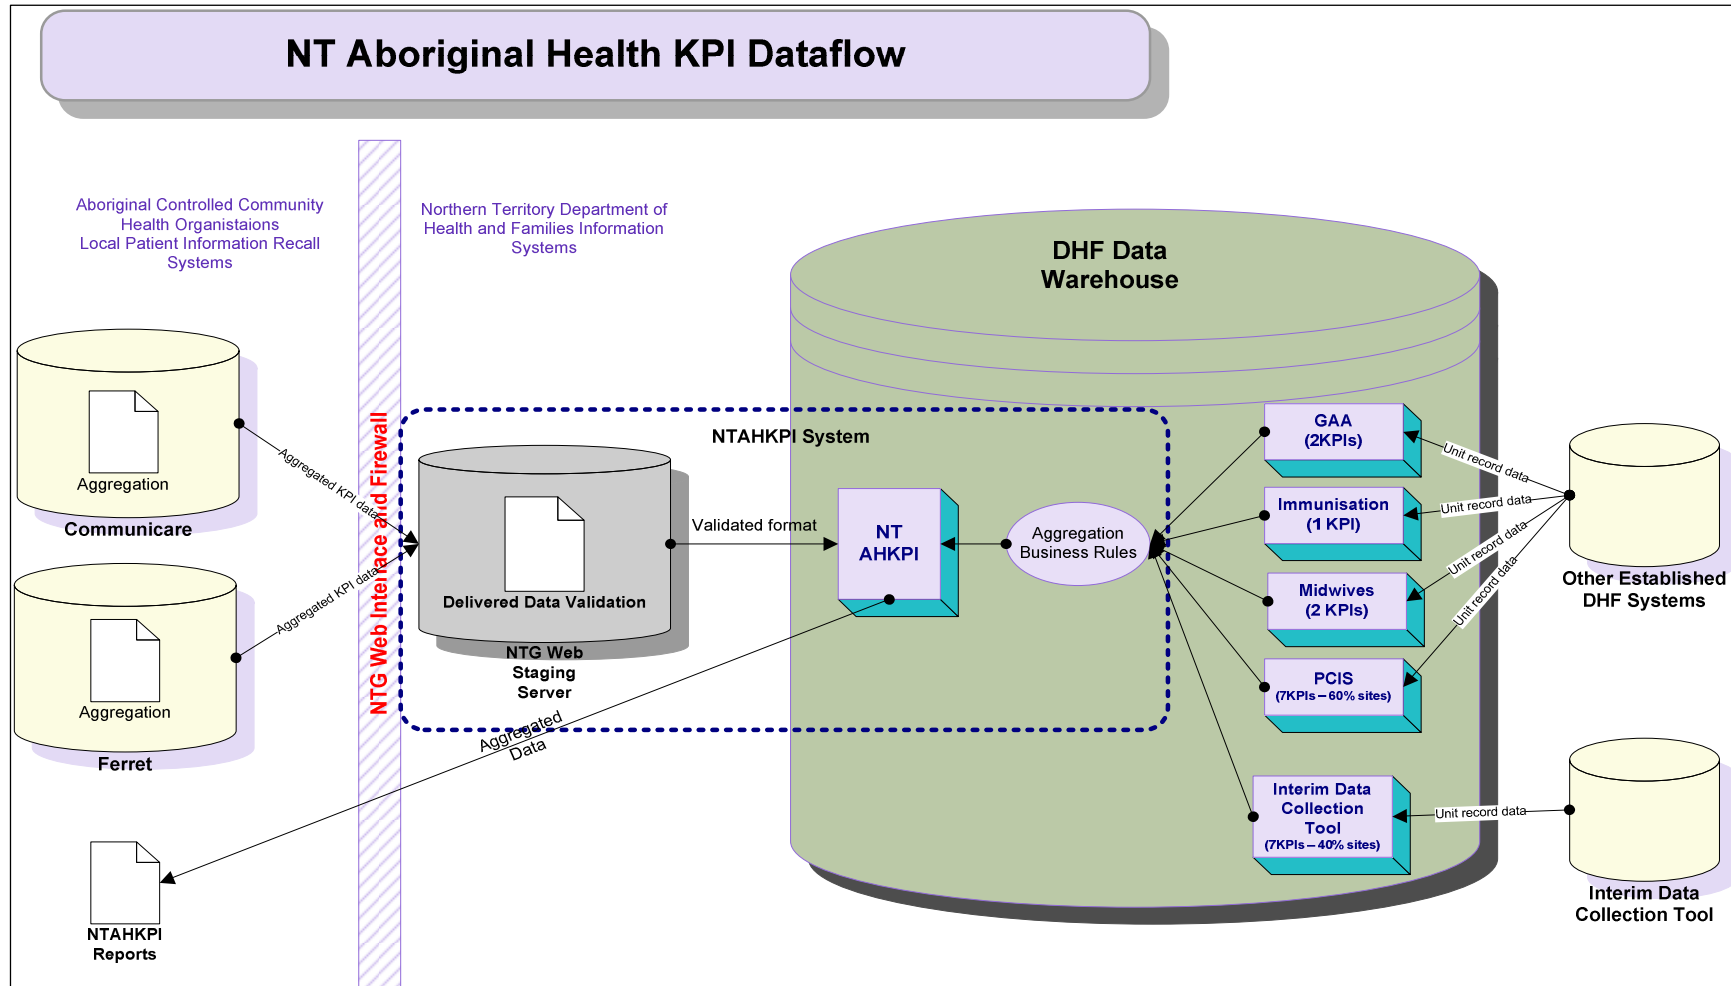 NT Aboriginal Health KPI Dataflow
Aboriginal Controlled Community
Health Organistaions
Local Patient Information Recall
Systems
Northern Territory Department of
Health and Families Information
Systems
DHF Data
Warehouse
Aggregation
Communicare
Aggregated KPI data
NTG Web Interface and Firewall
NTAHKPI System
Delivered Data Validation
NTG Web
Staging
Server
Validated format
NT
AHKPI
Aggregation
Business Rules
GAA
(2KPIs)
Immunisation
(1 KPI)
Midwives
(2 KPIs)
PCIS
(7KPIs – 60% sites)
Interim Data
Collection
Tool
(7KPIs – 40% sites)
Unit record data
Unit record data
Unit record data
Unit record data
Other Established
DHF Systems
Unit record data
Interim Data
Collection Tool
Aggregated KPI data
Aggregation
Ferret
Aggregated
Data
NTAHKPI
Reports